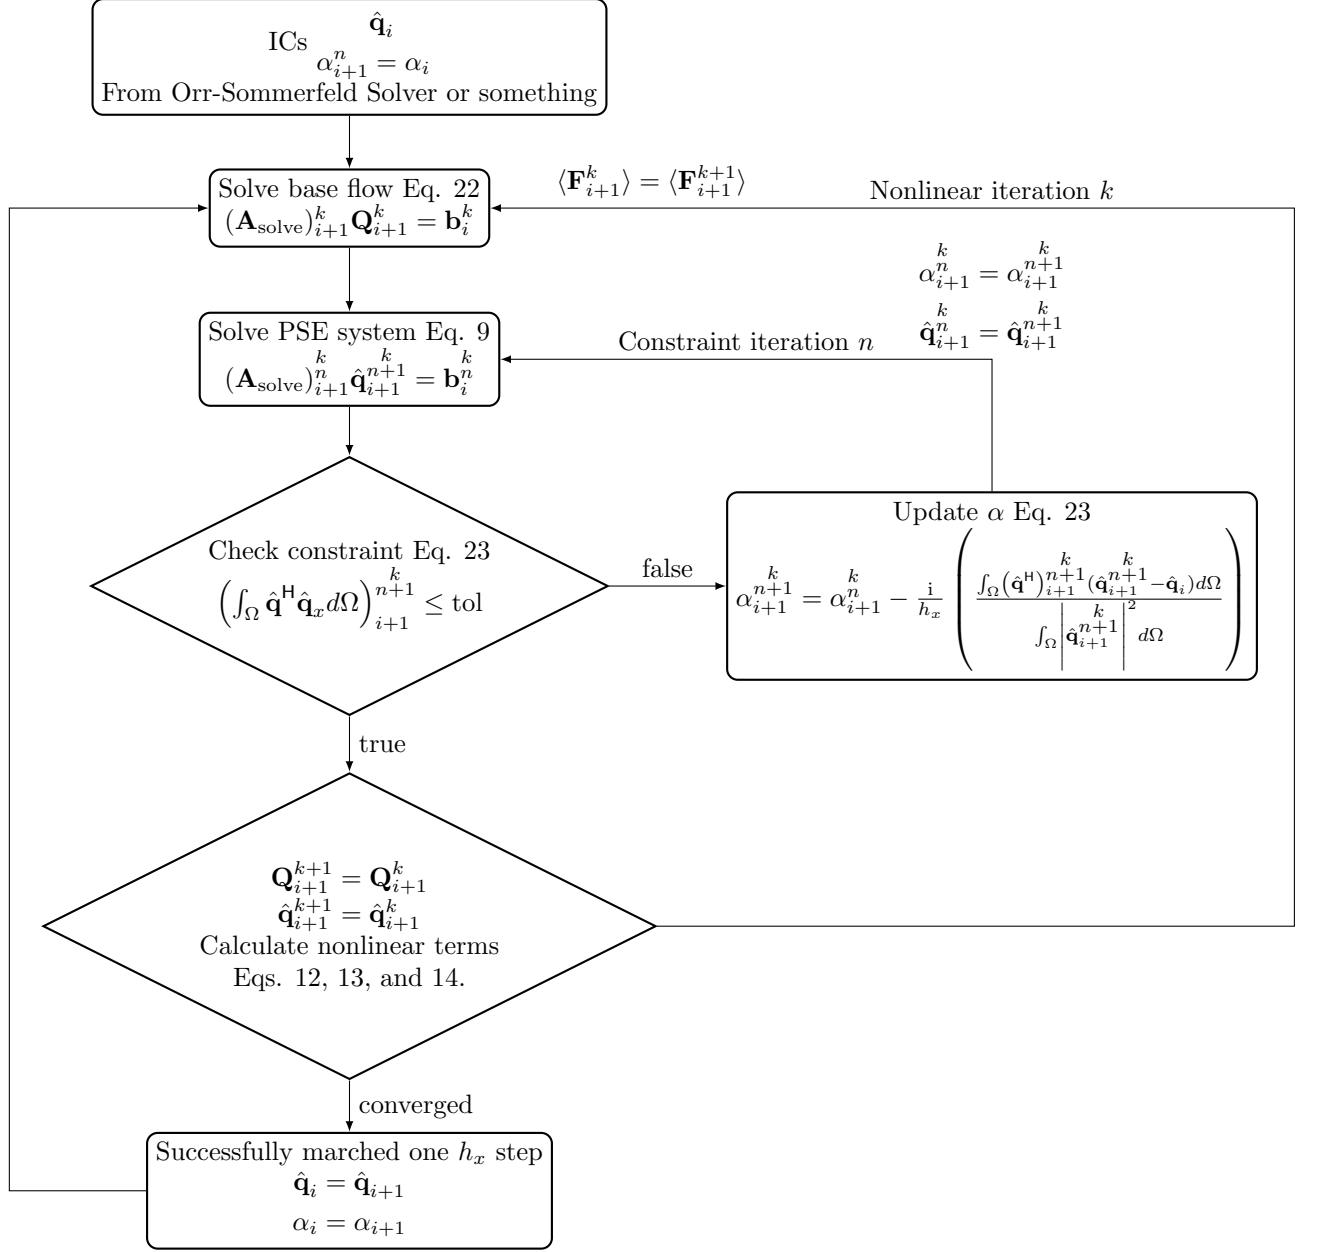 ICs q̂_i
α^n_{i+1} = α_i
From Orr-Sommerfeld Solver or something
Solve base flow Eq. 22
(A_solve)^k_{i+1} Q^k_{i+1} = b^k_i
⟨F^k_{i+1}⟩ = ⟨F^{k+1}_{i+1}⟩
Nonlinear iteration k
α^{n^k}_{i+1} = α^{n+1^k}_{i+1}
q̂^{n^k}_{i+1} = q̂^{n+1^k}_{i+1}
Solve PSE system Eq. 9
(A_solve)^{n^k}_{i+1} q̂^{n+1^k}_{i+1} = b^{n^k}_i
Constraint iteration n
Check constraint Eq. 23
(∫_Ω q̂^H q̂_x dΩ)^{n+1^k}_{i+1} ≤ tol
false
Update α Eq. 23
α^{n+1^k}_{i+1} = α^{n^k}_{i+1} − i/h_x ( ∫_Ω (q̂^H)^{n+1^k}_{i+1} (q̂^{n+1^k}_{i+1} − q̂_i) dΩ / ∫_Ω |q̂^{n+1^k}_{i+1}|^2 dΩ )
true
Q^{k+1}_{i+1} = Q^k_{i+1}
q̂^{k+1}_{i+1} = q̂^k_{i+1}
Calculate nonlinear terms
Eqs. 12, 13, and 14.
converged
Successfully marched one h_x step
q̂_i = q̂_{i+1}
α_i = α_{i+1}